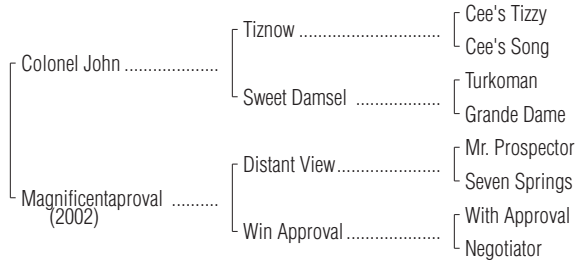 Cee's Tizzy
Tiznow ..............................
Cee's Song
Colonel John ....................
Turkoman
Sweet Damsel ..................
Grande Dame
Mr. Prospector
Distant View......................
Seven Springs
Magnificentaproval ..........
(2002)
With Approval
Win Approval....................
Negotiator